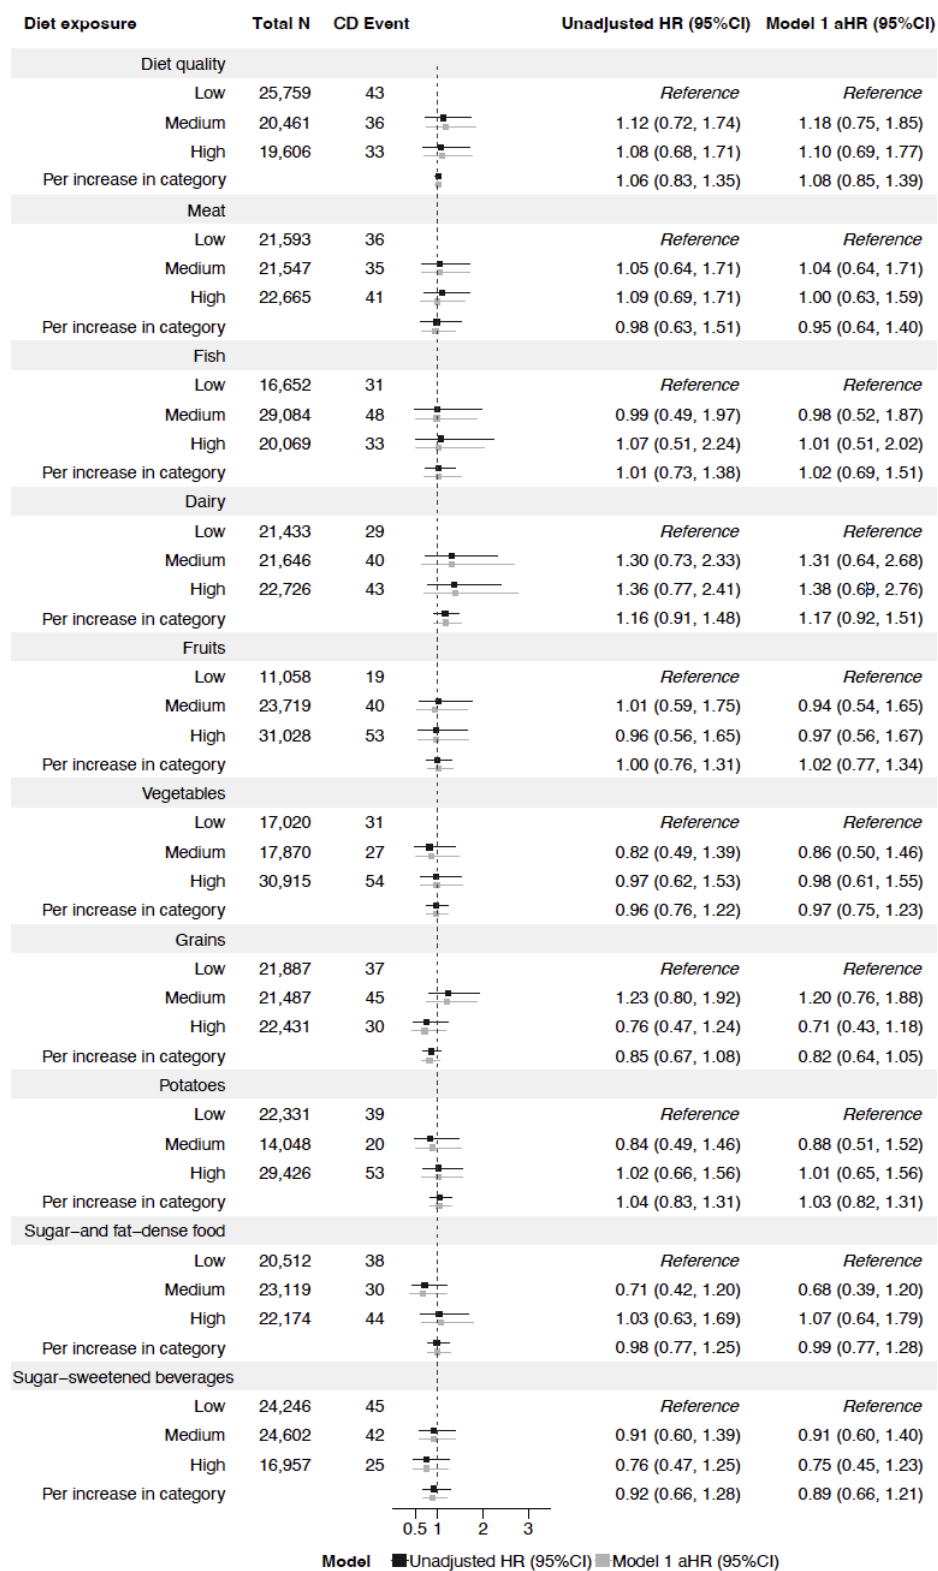 Diet exposure Total N CD Event Unadjusted HR (95%CI) Model 1 aHR (95%CI)
Diet quality
Low 25,759 43 Reference Reference
Medium 20,461 36 1.12 (0.72, 1.74) 1.18 (0.75, 1.85)
High 19,606 33 1.08 (0.68, 1.71) 1.10 (0.69, 1.77)
Per increase in category 1.06 (0.83, 1.35) 1.08 (0.85, 1.39)
Meat
Low 21,593 36 Reference Reference
Medium 21,547 35 1.05 (0.64, 1.71) 1.04 (0.64, 1.71)
High 22,665 41 1.09 (0.69, 1.71) 1.00 (0.63, 1.59)
Per increase in category 0.98 (0.63, 1.51) 0.95 (0.64, 1.40)
Fish
Low 16,652 31 Reference Reference
Medium 29,084 48 0.99 (0.49, 1.97) 0.98 (0.52, 1.87)
High 20,069 33 1.07 (0.51, 2.24) 1.01 (0.51, 2.02)
Per increase in category 1.01 (0.73, 1.38) 1.02 (0.69, 1.51)
Dairy
Low 21,433 29 Reference Reference
Medium 21,646 40 1.30 (0.73, 2.33) 1.31 (0.64, 2.68)
High 22,726 43 1.36 (0.77, 2.41) 1.38 (0.69, 2.76)
Per increase in category 1.16 (0.91, 1.48) 1.17 (0.92, 1.51)
Fruits
Low 11,058 19 Reference Reference
Medium 23,719 40 1.01 (0.59, 1.75) 0.94 (0.54, 1.65)
High 31,028 53 0.96 (0.56, 1.65) 0.97 (0.56, 1.67)
Per increase in category 1.00 (0.76, 1.31) 1.02 (0.77, 1.34)
Vegetables
Low 17,020 31 Reference Reference
Medium 17,870 27 0.82 (0.49, 1.39) 0.86 (0.50, 1.46)
High 30,915 54 0.97 (0.62, 1.53) 0.98 (0.61, 1.55)
Per increase in category 0.96 (0.76, 1.22) 0.97 (0.75, 1.23)
Grains
Low 21,887 37 Reference Reference
Medium 21,487 45 1.23 (0.80, 1.92) 1.20 (0.76, 1.88)
High 22,431 30 0.76 (0.47, 1.24) 0.71 (0.43, 1.18)
Per increase in category 0.85 (0.67, 1.08) 0.82 (0.64, 1.05)
Potatoes
Low 22,331 39 Reference Reference
Medium 14,048 20 0.84 (0.49, 1.46) 0.88 (0.51, 1.52)
High 29,426 53 1.02 (0.66, 1.56) 1.01 (0.65, 1.56)
Per increase in category 1.04 (0.83, 1.31) 1.03 (0.82, 1.31)
Sugar–and fat–dense food
Low 20,512 38 Reference Reference
Medium 23,119 30 0.71 (0.42, 1.20) 0.68 (0.39, 1.20)
High 22,174 44 1.03 (0.63, 1.69) 1.07 (0.64, 1.79)
Per increase in category 0.98 (0.77, 1.25) 0.99 (0.77, 1.28)
Sugar–sweetened beverages
Low 24,246 45 Reference Reference
Medium 24,602 42 0.91 (0.60, 1.39) 0.91 (0.60, 1.40)
High 16,957 25 0.76 (0.47, 1.25) 0.75 (0.45, 1.23)
Per increase in category 0.92 (0.66, 1.28) 0.89 (0.66, 1.21)
0.5 1 2 3
Model Unadjusted HR (95%CI) Model 1 aHR (95%CI)